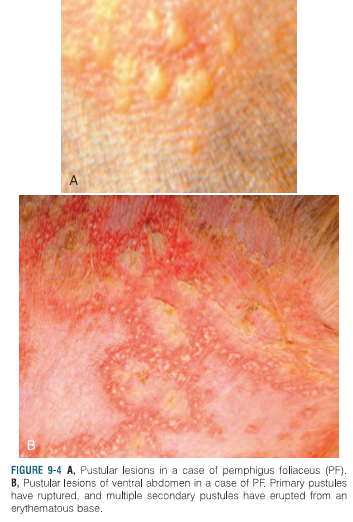 A
B
FIGURE 9-4 A, Pustular lesions in a case of pemphigus foliaceus (PF).
B, Pustular lesions of ventral abdomen in a case of PF. Primary pustules
have ruptured, and multiple secondary pustules have erupted from an
erythematous base.